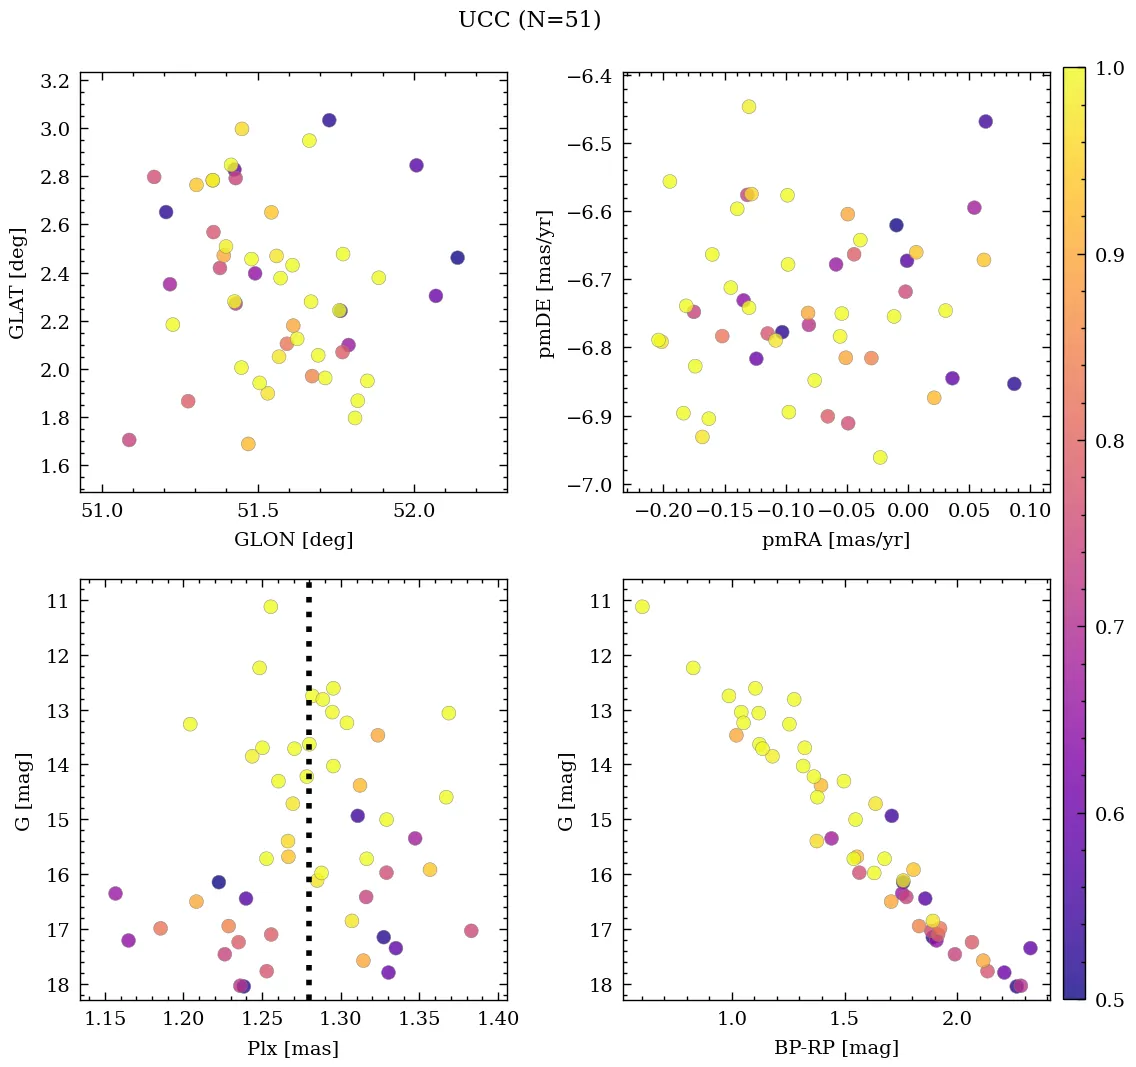 UCC (N=51)
3.2
3.0
2.8
2.6
2.4
2.2
2.0
1.8
1.6
GLAT [deg]
51.0 51.5 52.0
GLON [deg]
−6.4
−6.5
−6.6
−6.7
−6.8
−6.9
−7.0
pmDE [mas/yr]
−0.20 −0.15 −0.10 −0.05 0.00 0.05 0.10
pmRA [mas/yr]
11
12
13
14
15
16
17
18
G [mag]
1.15 1.20 1.25 1.30 1.35 1.40
Plx [mas]
11
12
13
14
15
16
17
18
G [mag]
1.0 1.5 2.0
BP-RP [mag]
1.0
0.9
0.8
0.7
0.6
0.5